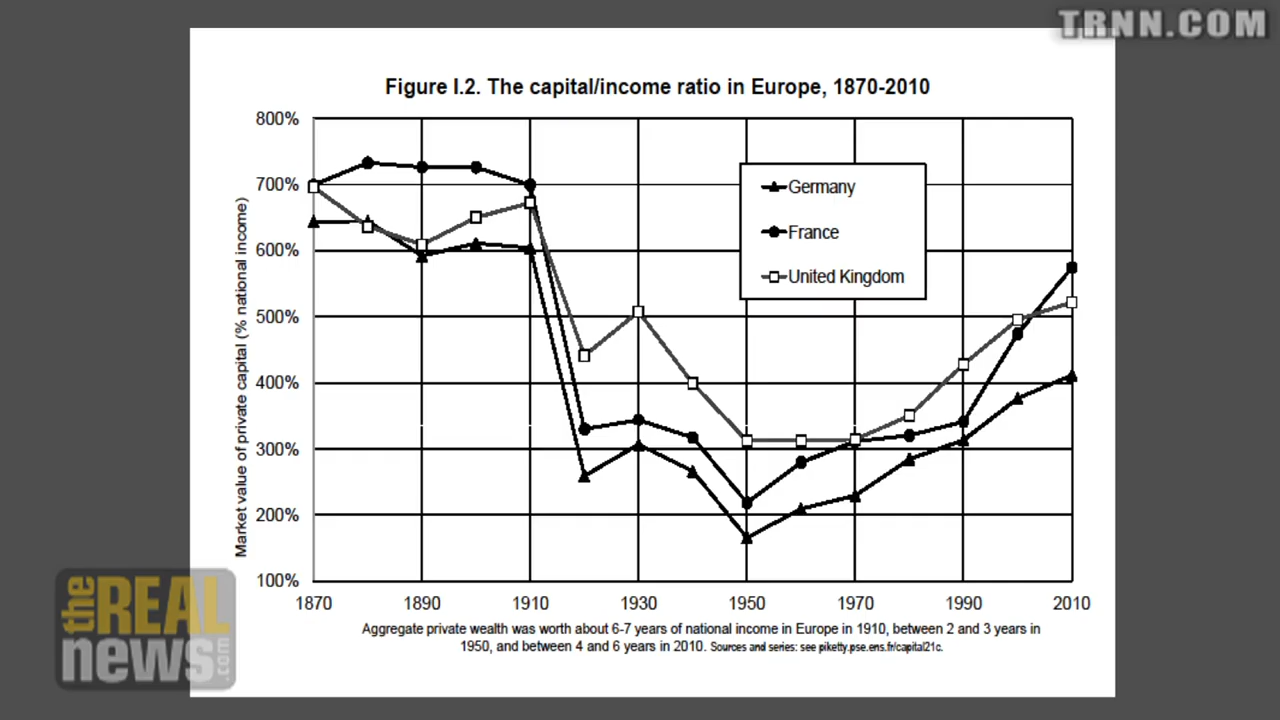 TRNN.COM
Figure I.2. The capital/income ratio in Europe, 1870-2010
Market value of private capital (% national income)
800%
700%
600%
500%
400%
300%
200%
100%
Germany
France
United Kingdom
1870 1890 1910 1930 1950 1970 1990 2010
Aggregate private wealth was worth about 6-7 years of national income in Europe in 1910, between 2 and 3 years in
1950, and between 4 and 6 years in 2010. Sources and series: see piketty.pse.ens.fr/capital21c.
the REAL
news.com